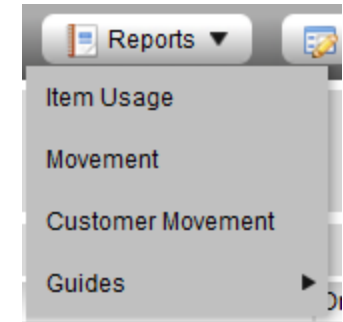 Reports ▼
Item Usage
Movement
Customer Movement
Guides ▶